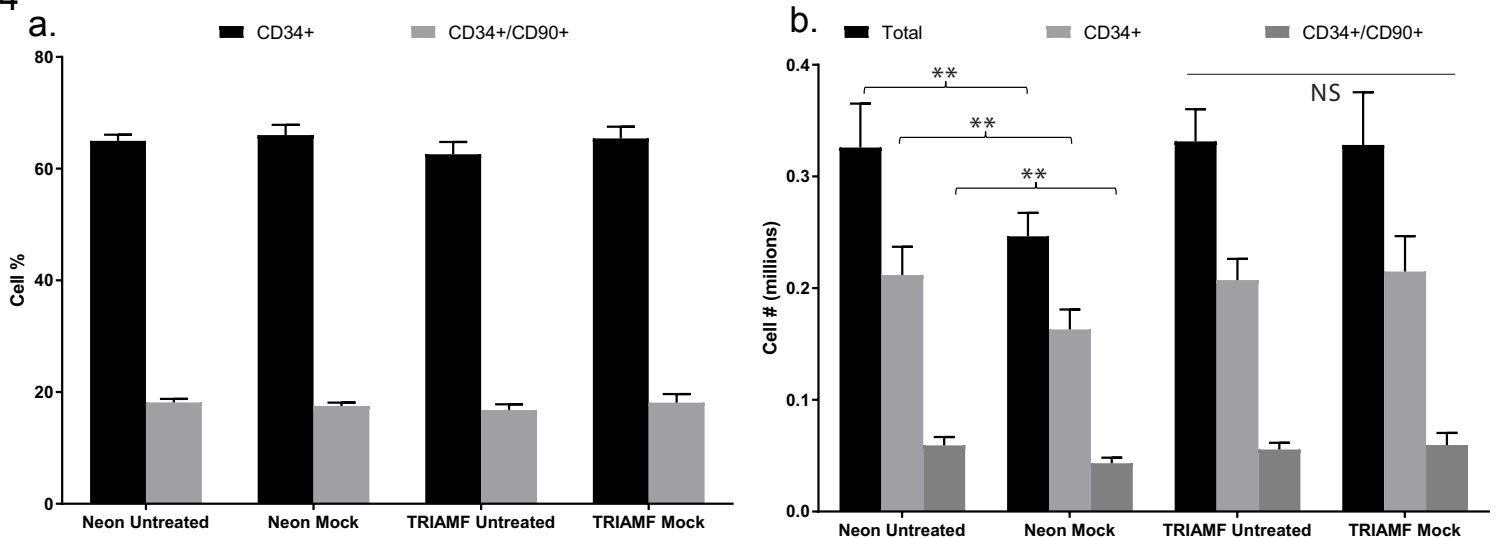 4
a.
CD34+ CD34+/CD90+
80
60
40
20
0
Cell %
Neon Untreated Neon Mock TRIAMF Untreated TRIAMF Mock
b.
Total CD34+ CD34+/CD90+
0.4
0.3
0.2
0.1
0.0
Cell # (millions)
**
**
**
NS
Neon Untreated Neon Mock TRIAMF Untreated TRIAMF Mock